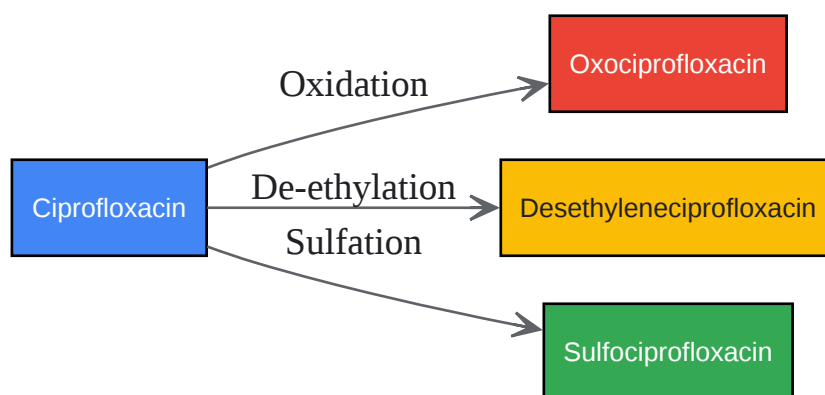 Oxociprofloxacin
Oxidation
Ciprofloxacin
De-ethylation
Desethyleneciprofloxacin
Sulfation
Sulfociprofloxacin